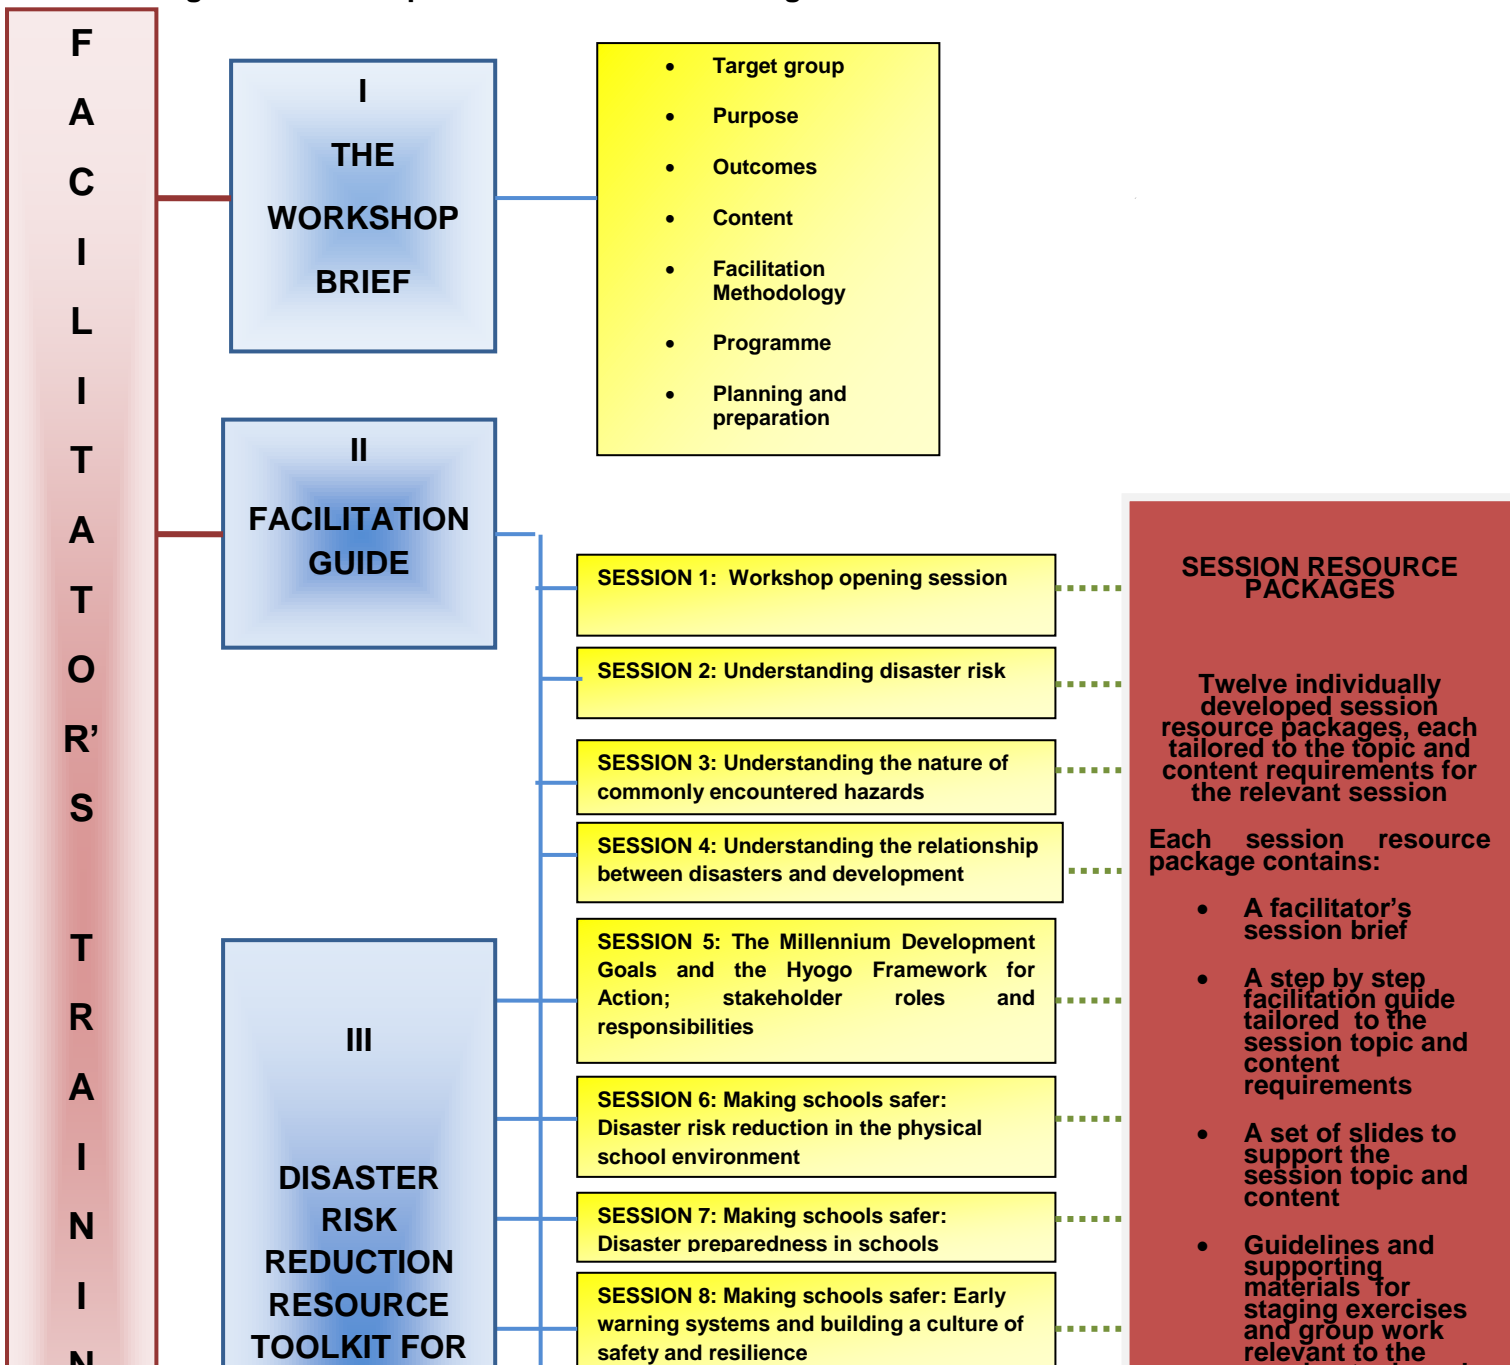 F
A
C
I
L
I
T
A
T
O
R'
S
T
R
A
I
N
I
N
I
THE
WORKSHOP
BRIEF
• Target group
• Purpose
• Outcomes
• Content
• Facilitation
Methodology
• Programme
• Planning and
preparation
II
FACILITATION
GUIDE
SESSION 1: Workshop opening session
SESSION 2: Understanding disaster risk
SESSION 3: Understanding the nature of
commonly encountered hazards
SESSION 4: Understanding the relationship
between disasters and development
SESSION 5: The Millennium Development
Goals and the Hyogo Framework for
Action; stakeholder roles and
responsibilities
SESSION 6: Making schools safer:
Disaster risk reduction in the physical
school environment
SESSION 7: Making schools safer:
Disaster preparedness in schools
SESSION 8: Making schools safer: Early
warning systems and building a culture of
safety and resilience
III
DISASTER
RISK
REDUCTION
RESOURCE
TOOLKIT FOR
SESSION RESOURCE
PACKAGES
Twelve individually
developed session
resource packages, each
tailored to the topic and
content requirements for
the relevant session
Each session resource
package contains:
• A facilitator's
session brief
• A step by step
facilitation guide
tailored to the
session topic and
content
requirements
• A set of slides to
support the
session topic and
content
• Guidelines and
supporting
materials for
staging exercises
and group work
relevant to the